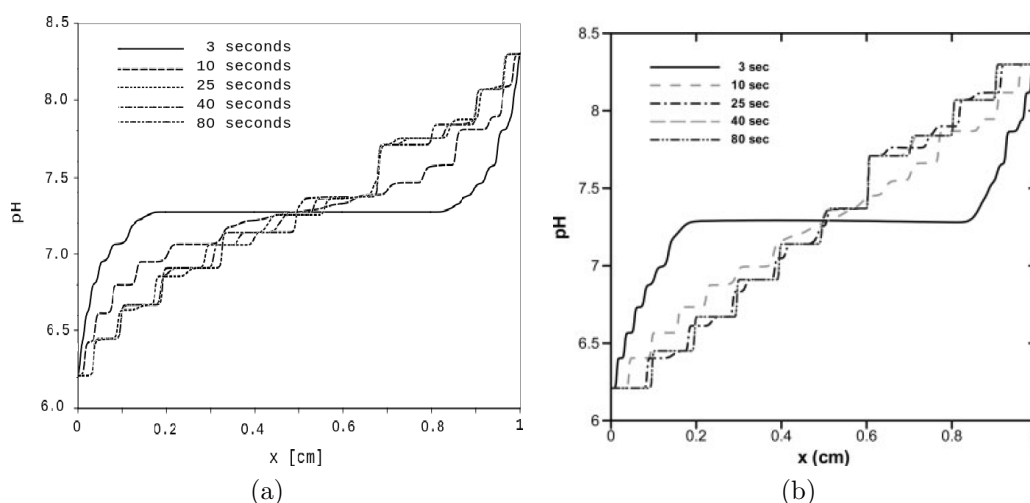 8.5
8.0
7.5
7.0
6.5
6.0
pH
3 seconds
10 seconds
25 seconds
40 seconds
80 seconds
0
0.2
0.4
0.6
0.8
1
x [cm]
(a)
8.5
8
7.5
7
6.5
6
pH
3 sec
10 sec
25 sec
40 sec
80 sec
0
0.2
0.4
0.6
0.8
x (cm)
(b)